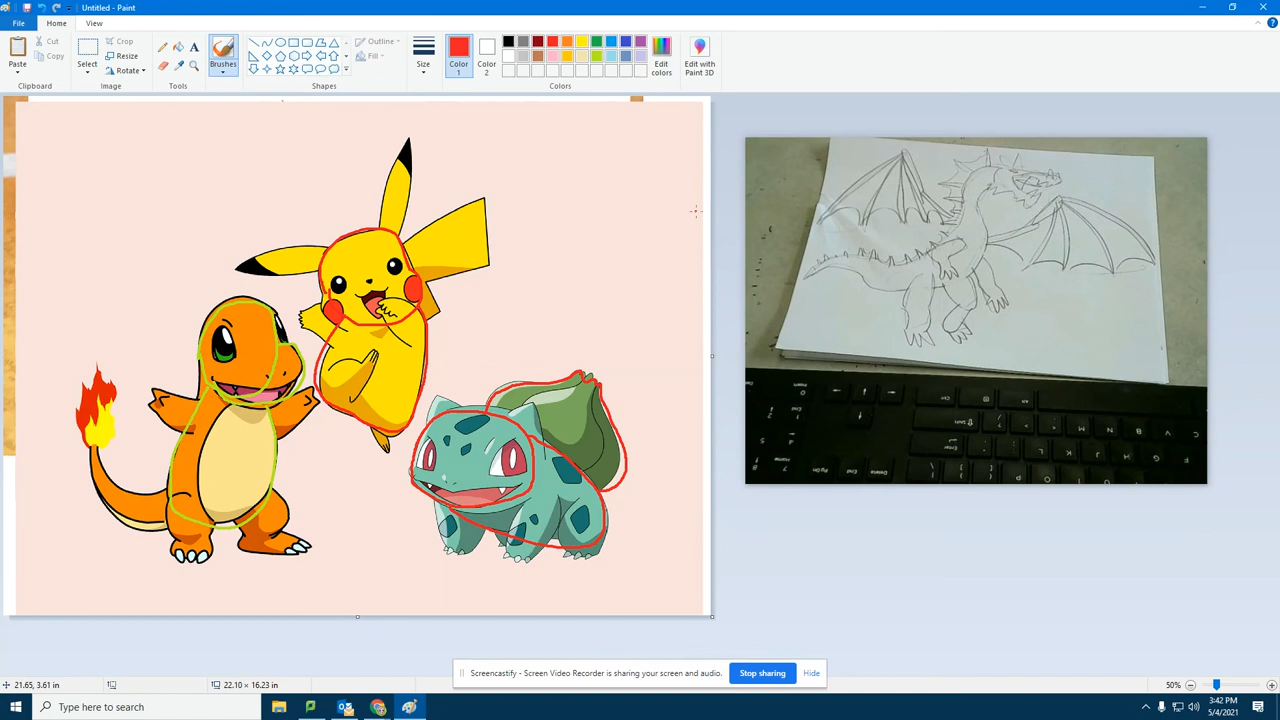 Untitled - Paint
File
Home
View
Paste
Cut
Copy
Clipboard
Select
Crop
Resize
Rotate
Image
A
Tools
Brushes
Shapes
Outline
Fill
Size
Color 1
Color 2
Edit colors
Edit with Paint 3D
Colors
Screencastify - Screen Video Recorder is sharing your screen and audio.
Stop sharing
Hide
21.65, 3.61 in
22.10 × 16.23 in
50%
Type here to search
3:42 PM
5/4/2021